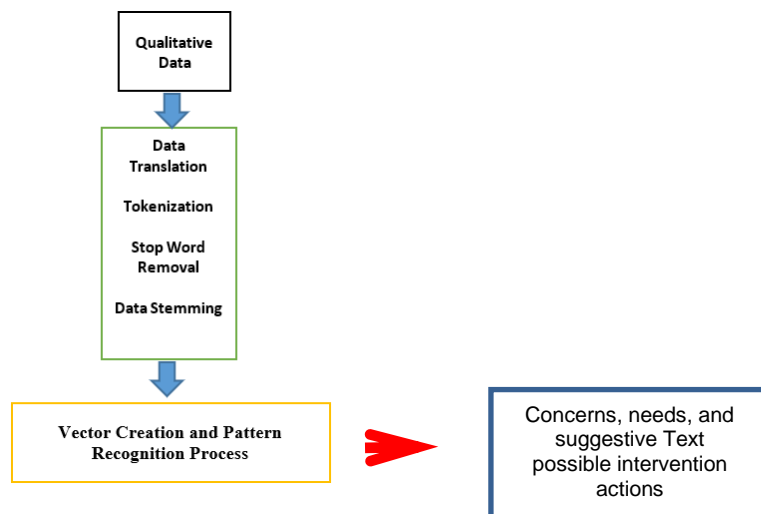 Qualitative
Data
Data
Translation
Tokenization
Stop Word
Removal
Data Stemming
Vector Creation and Pattern
Recognition Process
Concerns, needs, and
suggestive Text
possible intervention
actions